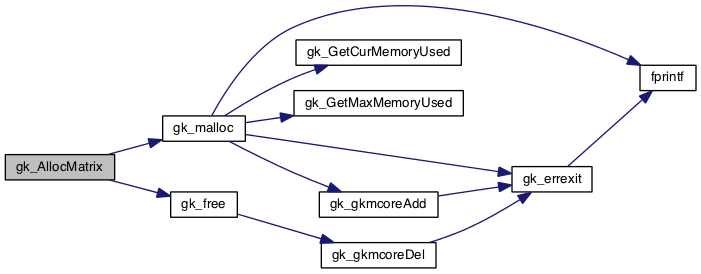 gk_AllocMatrix
gk_malloc
gk_free
gk_GetCurMemoryUsed
gk_GetMaxMemoryUsed
gk_gkmcoreAdd
gk_gkmcoreDel
gk_errexit
fprintf